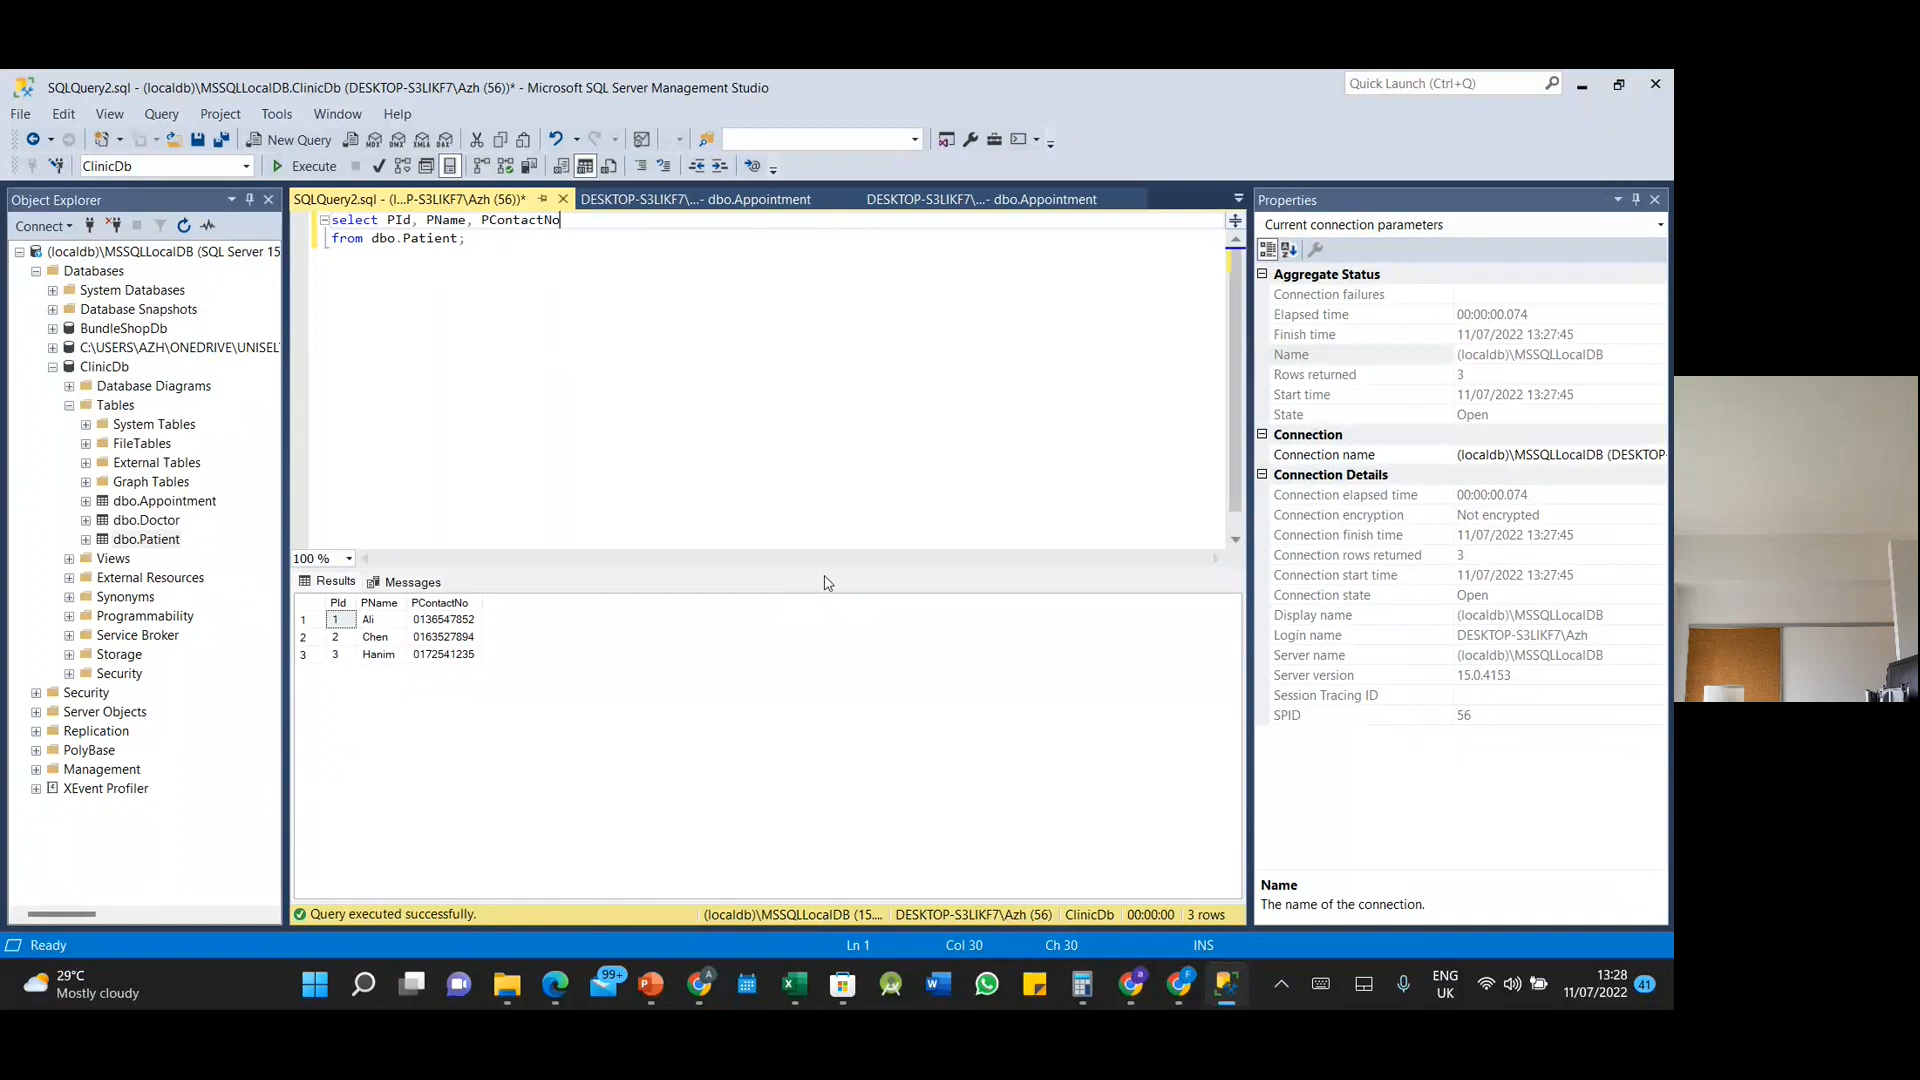 SQLQuery2.sql - (localdb)\MSSQLLocalDB.ClinicDb (DESKTOP-S3LIKF7\Azh (56))* - Microsoft SQL Server Management Studio
Quick Launch (Ctrl+Q)
File Edit View Query Project Tools Window Help
New Query
MDX DMX XMLA DAX
ClinicDb
Execute
Object Explorer
SQLQuery2.sql - (l...P-S3LIKF7\Azh (56))*
DESKTOP-S3LIKF7\...- dbo.Appointment
DESKTOP-S3LIKF7\...- dbo.Appointment
Connect
(localdb)\MSSQLLocalDB (SQL Server 15
Databases
System Databases
Database Snapshots
BundleShopDb
C:\USERS\AZH\ONEDRIVE\UNISEL
ClinicDb
Database Diagrams
Tables
System Tables
FileTables
External Tables
Graph Tables
dbo.Appointment
dbo.Doctor
dbo.Patient
Views
External Resources
Synonyms
Programmability
Service Broker
Storage
Security
Security
Server Objects
Replication
PolyBase
Management
XEvent Profiler
select PId, PName, PContactNo
from dbo.Patient;
100 %
Results Messages
PId PName PContactNo
1 1 Ali 0136547852
2 2 Chen 0163527894
3 3 Hanim 0172541235
Query executed successfully.
(localdb)\MSSQLLocalDB (15.... DESKTOP-S3LIKF7\Azh (56) ClinicDb 00:00:00 3 rows
Properties
Current connection parameters
Aggregate Status
Connection failures
Elapsed time 00:00:00.074
Finish time 11/07/2022 13:27:45
Name (localdb)\MSSQLLocalDB
Rows returned 3
Start time 11/07/2022 13:27:45
State Open
Connection
Connection name (localdb)\MSSQLLocalDB (DESKTOP-
Connection Details
Connection elapsed time 00:00:00.074
Connection encryption Not encrypted
Connection finish time 11/07/2022 13:27:45
Connection rows returned 3
Connection start time 11/07/2022 13:27:45
Connection state Open
Display name (localdb)\MSSQLLocalDB
Login name DESKTOP-S3LIKF7\Azh
Server name (localdb)\MSSQLLocalDB
Server version 15.0.4153
Session Tracing ID
SPID 56
Name
The name of the connection.
Ready Ln 1 Col 30 Ch 30 INS
29°C
Mostly cloudy
99+
ENG
UK
13:28
11/07/2022
41